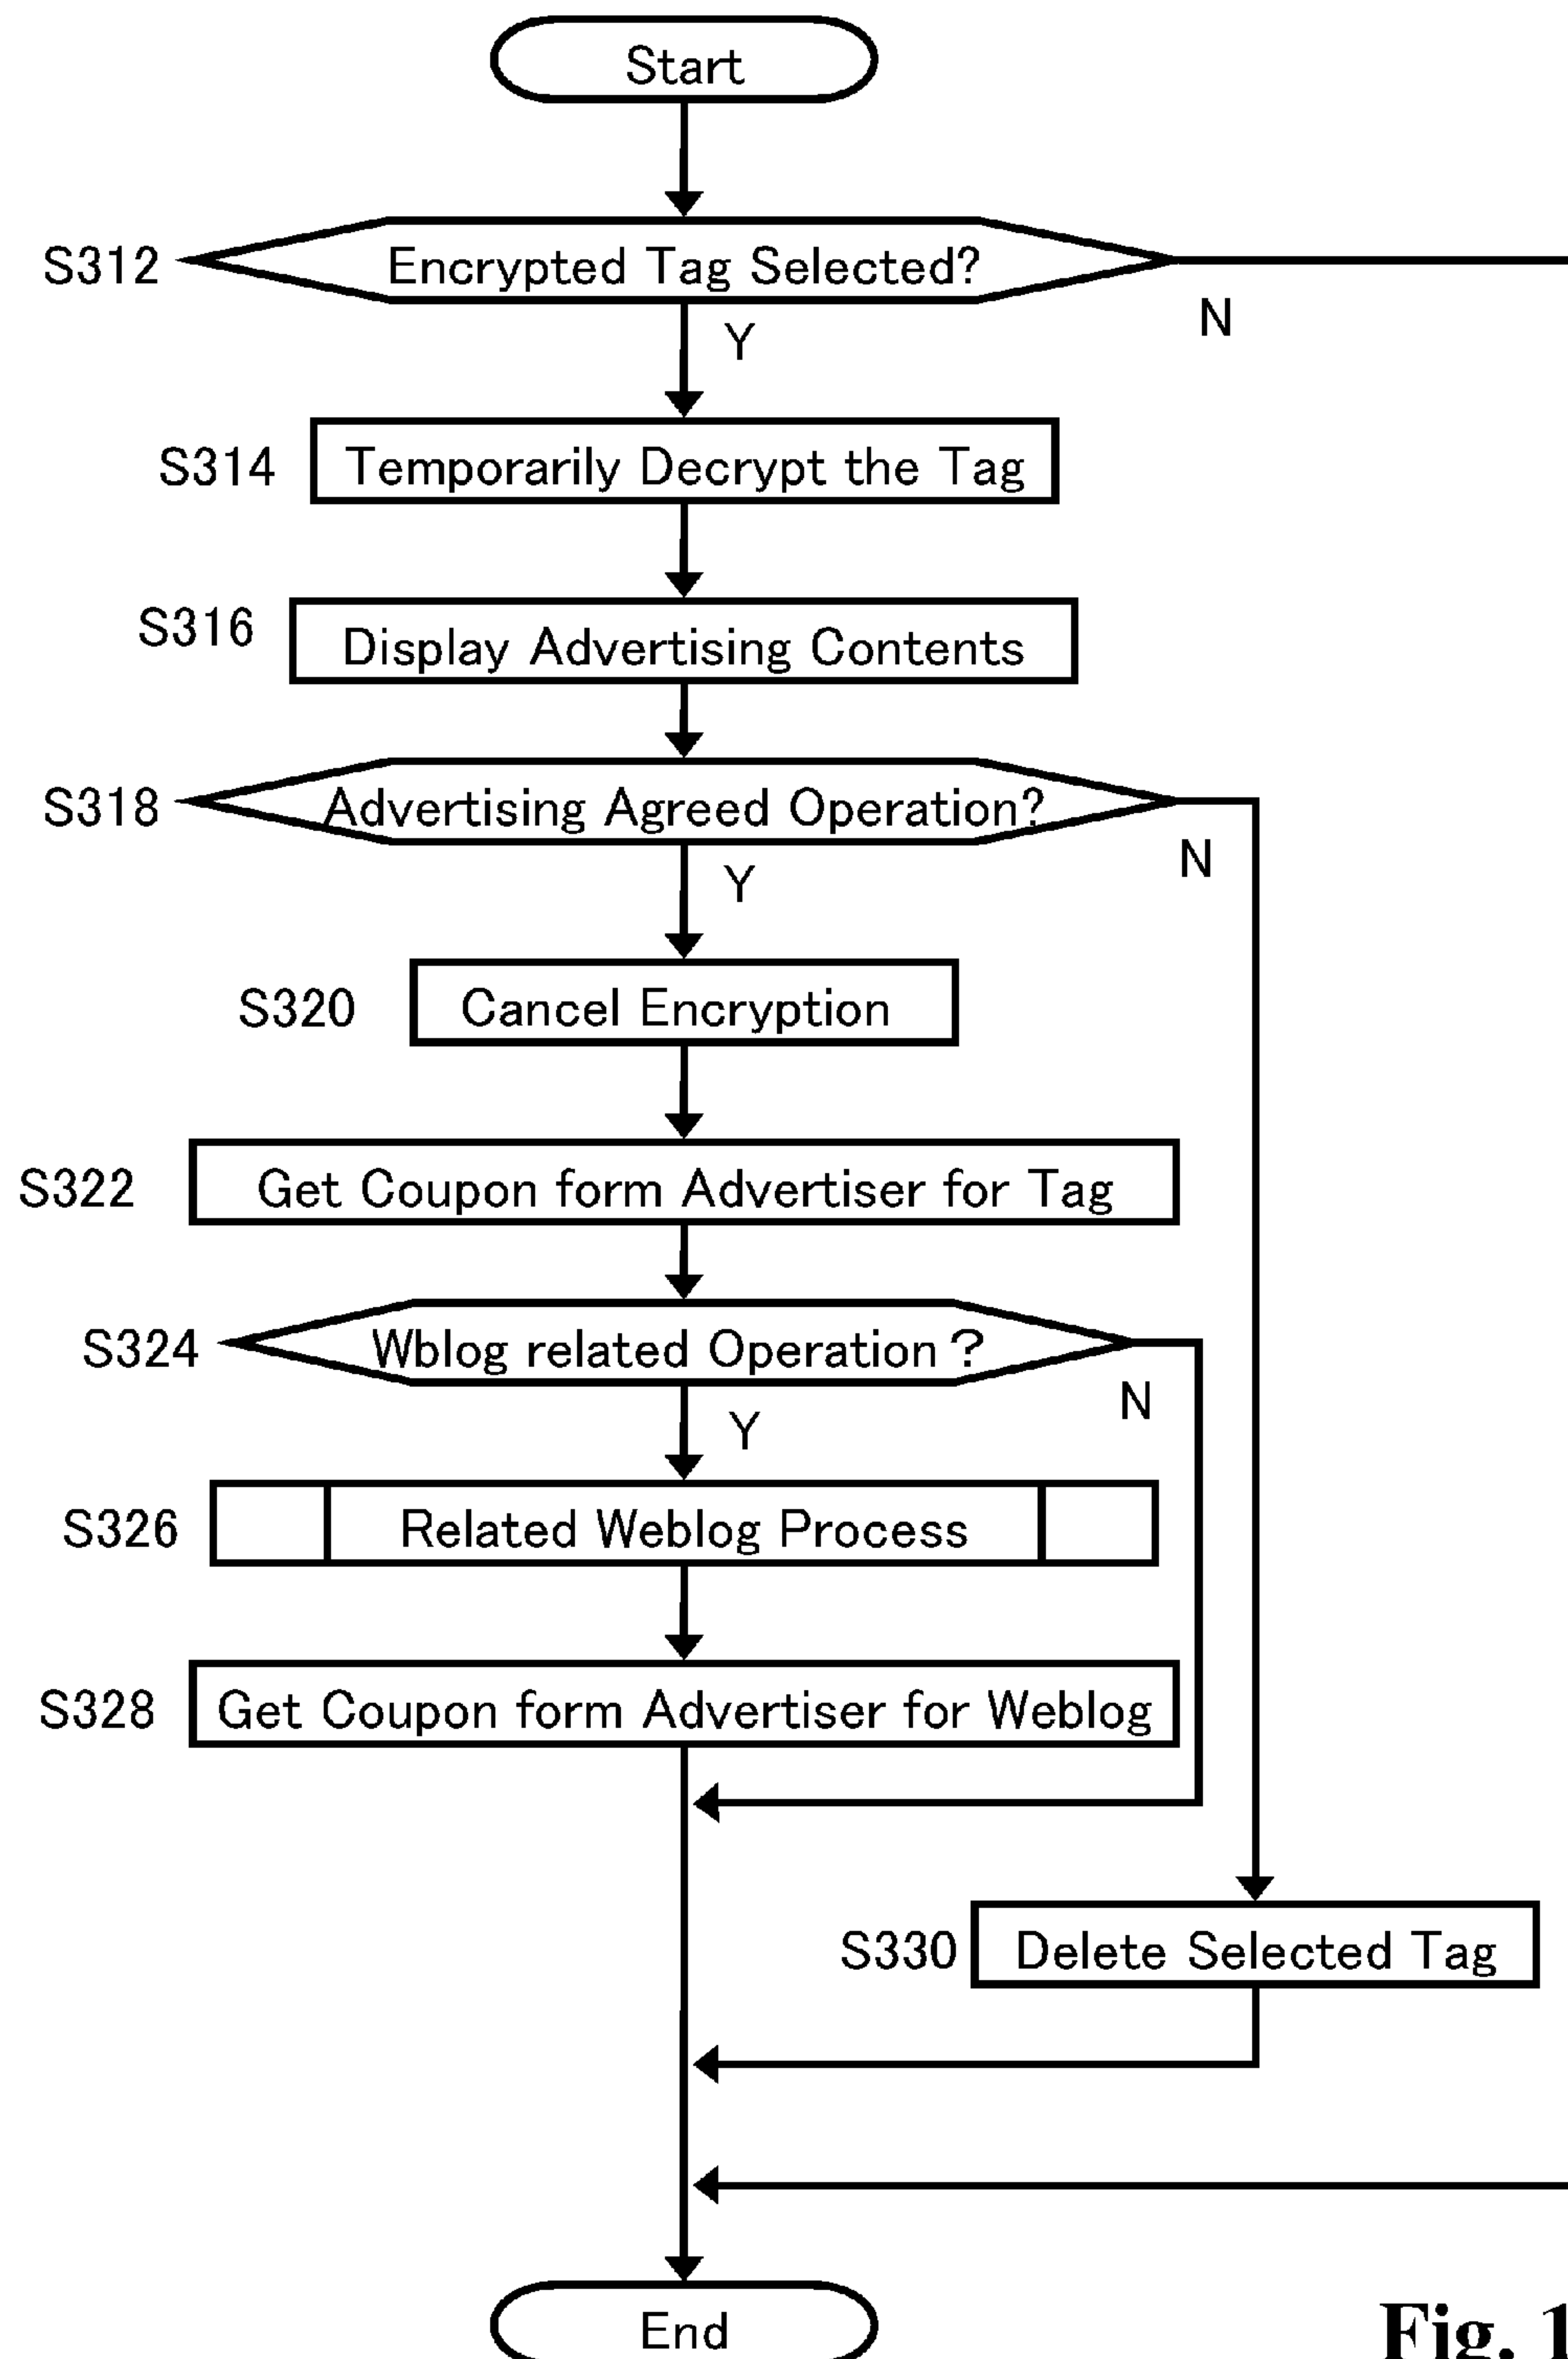 Start
S312
Encrypted Tag Selected?
N
Y
S314
Temporarily Decrypt the Tag
S316
Display Advertising Contents
S318
Advertising Agreed Operation?
N
Y
S320
Cancel Encryption
S322
Get Coupon form Advertiser for Tag
S324
Wblog related Operation?
N
Y
S326
Related Weblog Process
S328
Get Coupon form Advertiser for Weblog
S330
Delete Selected Tag
End
Fig. 1